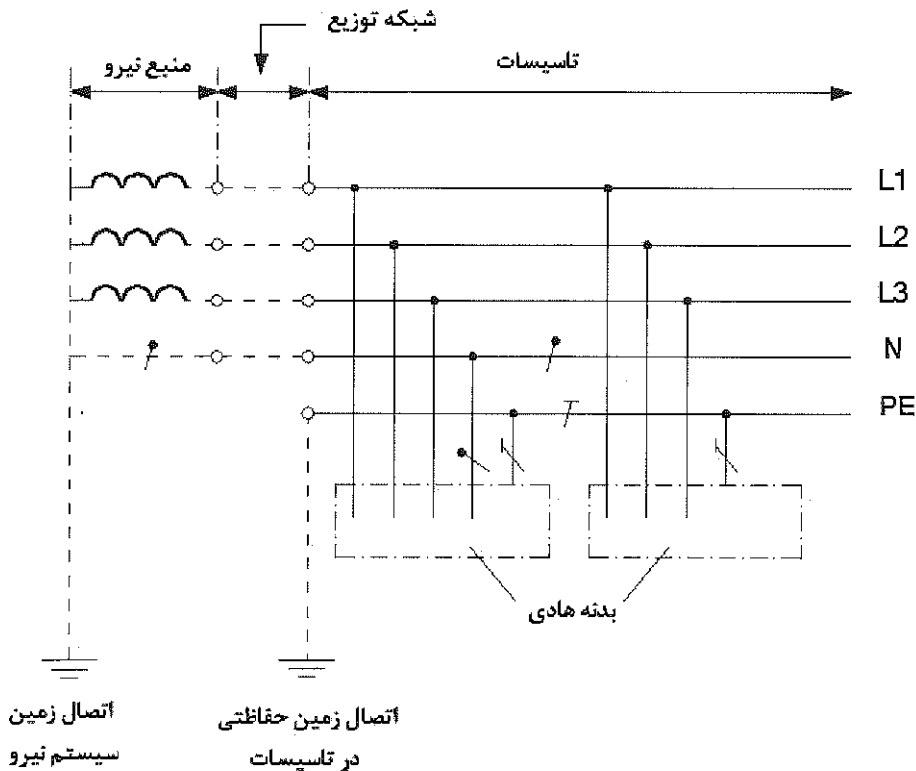 شبکه توزیع
منبع نیرو
تاسیسات
L1
L2
L3
N
PE
بدنه هادی
اتصال زمین
سیستم نیرو
اتصال زمین حفاظتی
در تاسیسات